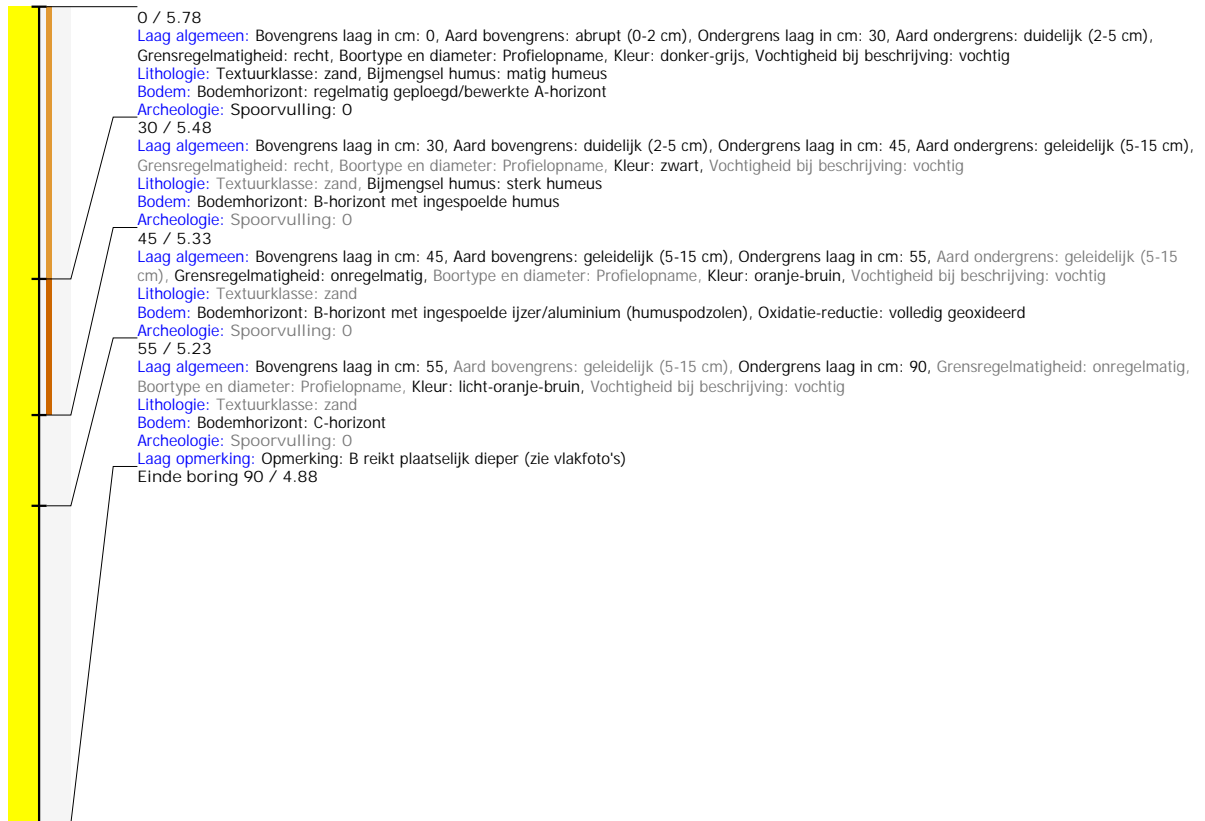 0 / 5.78
Laag algemeen: Bovengrens laag in cm: 0, Aard bovengrens: abrupt (0-2 cm), Ondergrens laag in cm: 30, Aard ondergrens: duidelijk (2-5 cm),
Grensregelmatigheid: recht, Boortype en diameter: Profielopname, Kleur: donker-grijs, Vochtigheid bij beschrijving: vochtig
Lithologie: Textuurklasse: zand, Bijmengsel humus: matig humeus
Bodem: Bodemhorizont: regelmatig geploegd/bewerkte A-horizont
Archeologie: Spoorvulling: 0
30 / 5.48
Laag algemeen: Bovengrens laag in cm: 30, Aard bovengrens: duidelijk (2-5 cm), Ondergrens laag in cm: 45, Aard ondergrens: geleidelijk (5-15 cm),
Grensregelmatigheid: recht, Boortype en diameter: Profielopname, Kleur: zwart, Vochtigheid bij beschrijving: vochtig
Lithologie: Textuurklasse: zand, Bijmengsel humus: sterk humeus
Bodem: Bodemhorizont: B-horizont met ingespoelde humus
Archeologie: Spoorvulling: 0
45 / 5.33
Laag algemeen: Bovengrens laag in cm: 45, Aard bovengrens: geleidelijk (5-15 cm), Ondergrens laag in cm: 55, Aard ondergrens: geleidelijk (5-15
cm), Grensregelmatigheid: onregelmatig, Boortype en diameter: Profielopname, Kleur: oranje-bruin, Vochtigheid bij beschrijving: vochtig
Lithologie: Textuurklasse: zand
Bodem: Bodemhorizont: B-horizont met ingespoelde ijzer/aluminium (humuspodzolen), Oxidatie-reductie: volledig geoxideerd
Archeologie: Spoorvulling: 0
55 / 5.23
Laag algemeen: Bovengrens laag in cm: 55, Aard bovengrens: geleidelijk (5-15 cm), Ondergrens laag in cm: 90, Grensregelmatigheid: onregelmatig,
Boortype en diameter: Profielopname, Kleur: licht-oranje-bruin, Vochtigheid bij beschrijving: vochtig
Lithologie: Textuurklasse: zand
Bodem: Bodemhorizont: C-horizont
Archeologie: Spoorvulling: 0
Laag opmerking: Opmerking: B reikt plaatselijk dieper (zie vlakfoto's)
Einde boring 90 / 4.88